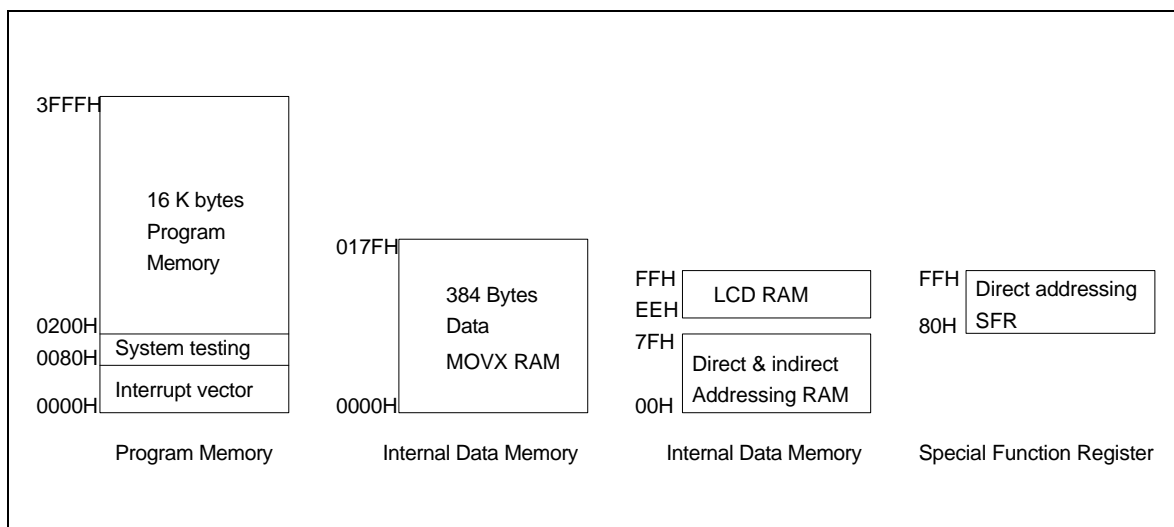 3FFFH
16 K bytes
Program
Memory
0200H
System testing
0080H
Interrupt vector
0000H
Program Memory
017FH
384 Bytes
Data
MOVX RAM
0000H
Internal Data Memory
FFH
LCD RAM
EEH
7FH
Direct & indirect
Addressing RAM
00H
Internal Data Memory
FFH
Direct addressing
SFR
80H
Special Function Register